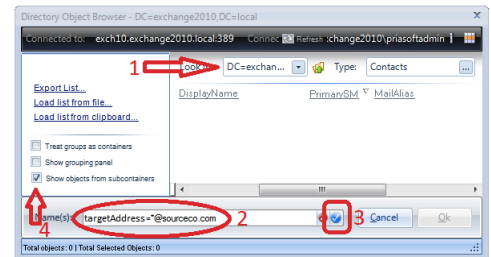 Directory Object Browser - DC=exchange2010,DC=local
Connected to: exch10.exchange2010.local:389 Connec Refresh :change2010\priasoftadmin
1 Look DC=exchan... Type: Contacts ...
Export List...
Load list from file...
Load list from clipboard...
DisplayName PrimarySM MailAlias
Treat groups as containers
Show grouping panel
Show objects from subcontainers
Name(s): targetAddress=*@sourceco.com 2 3 Cancel Ok
4
Total objects: 0 | Total Selected Objects: 0